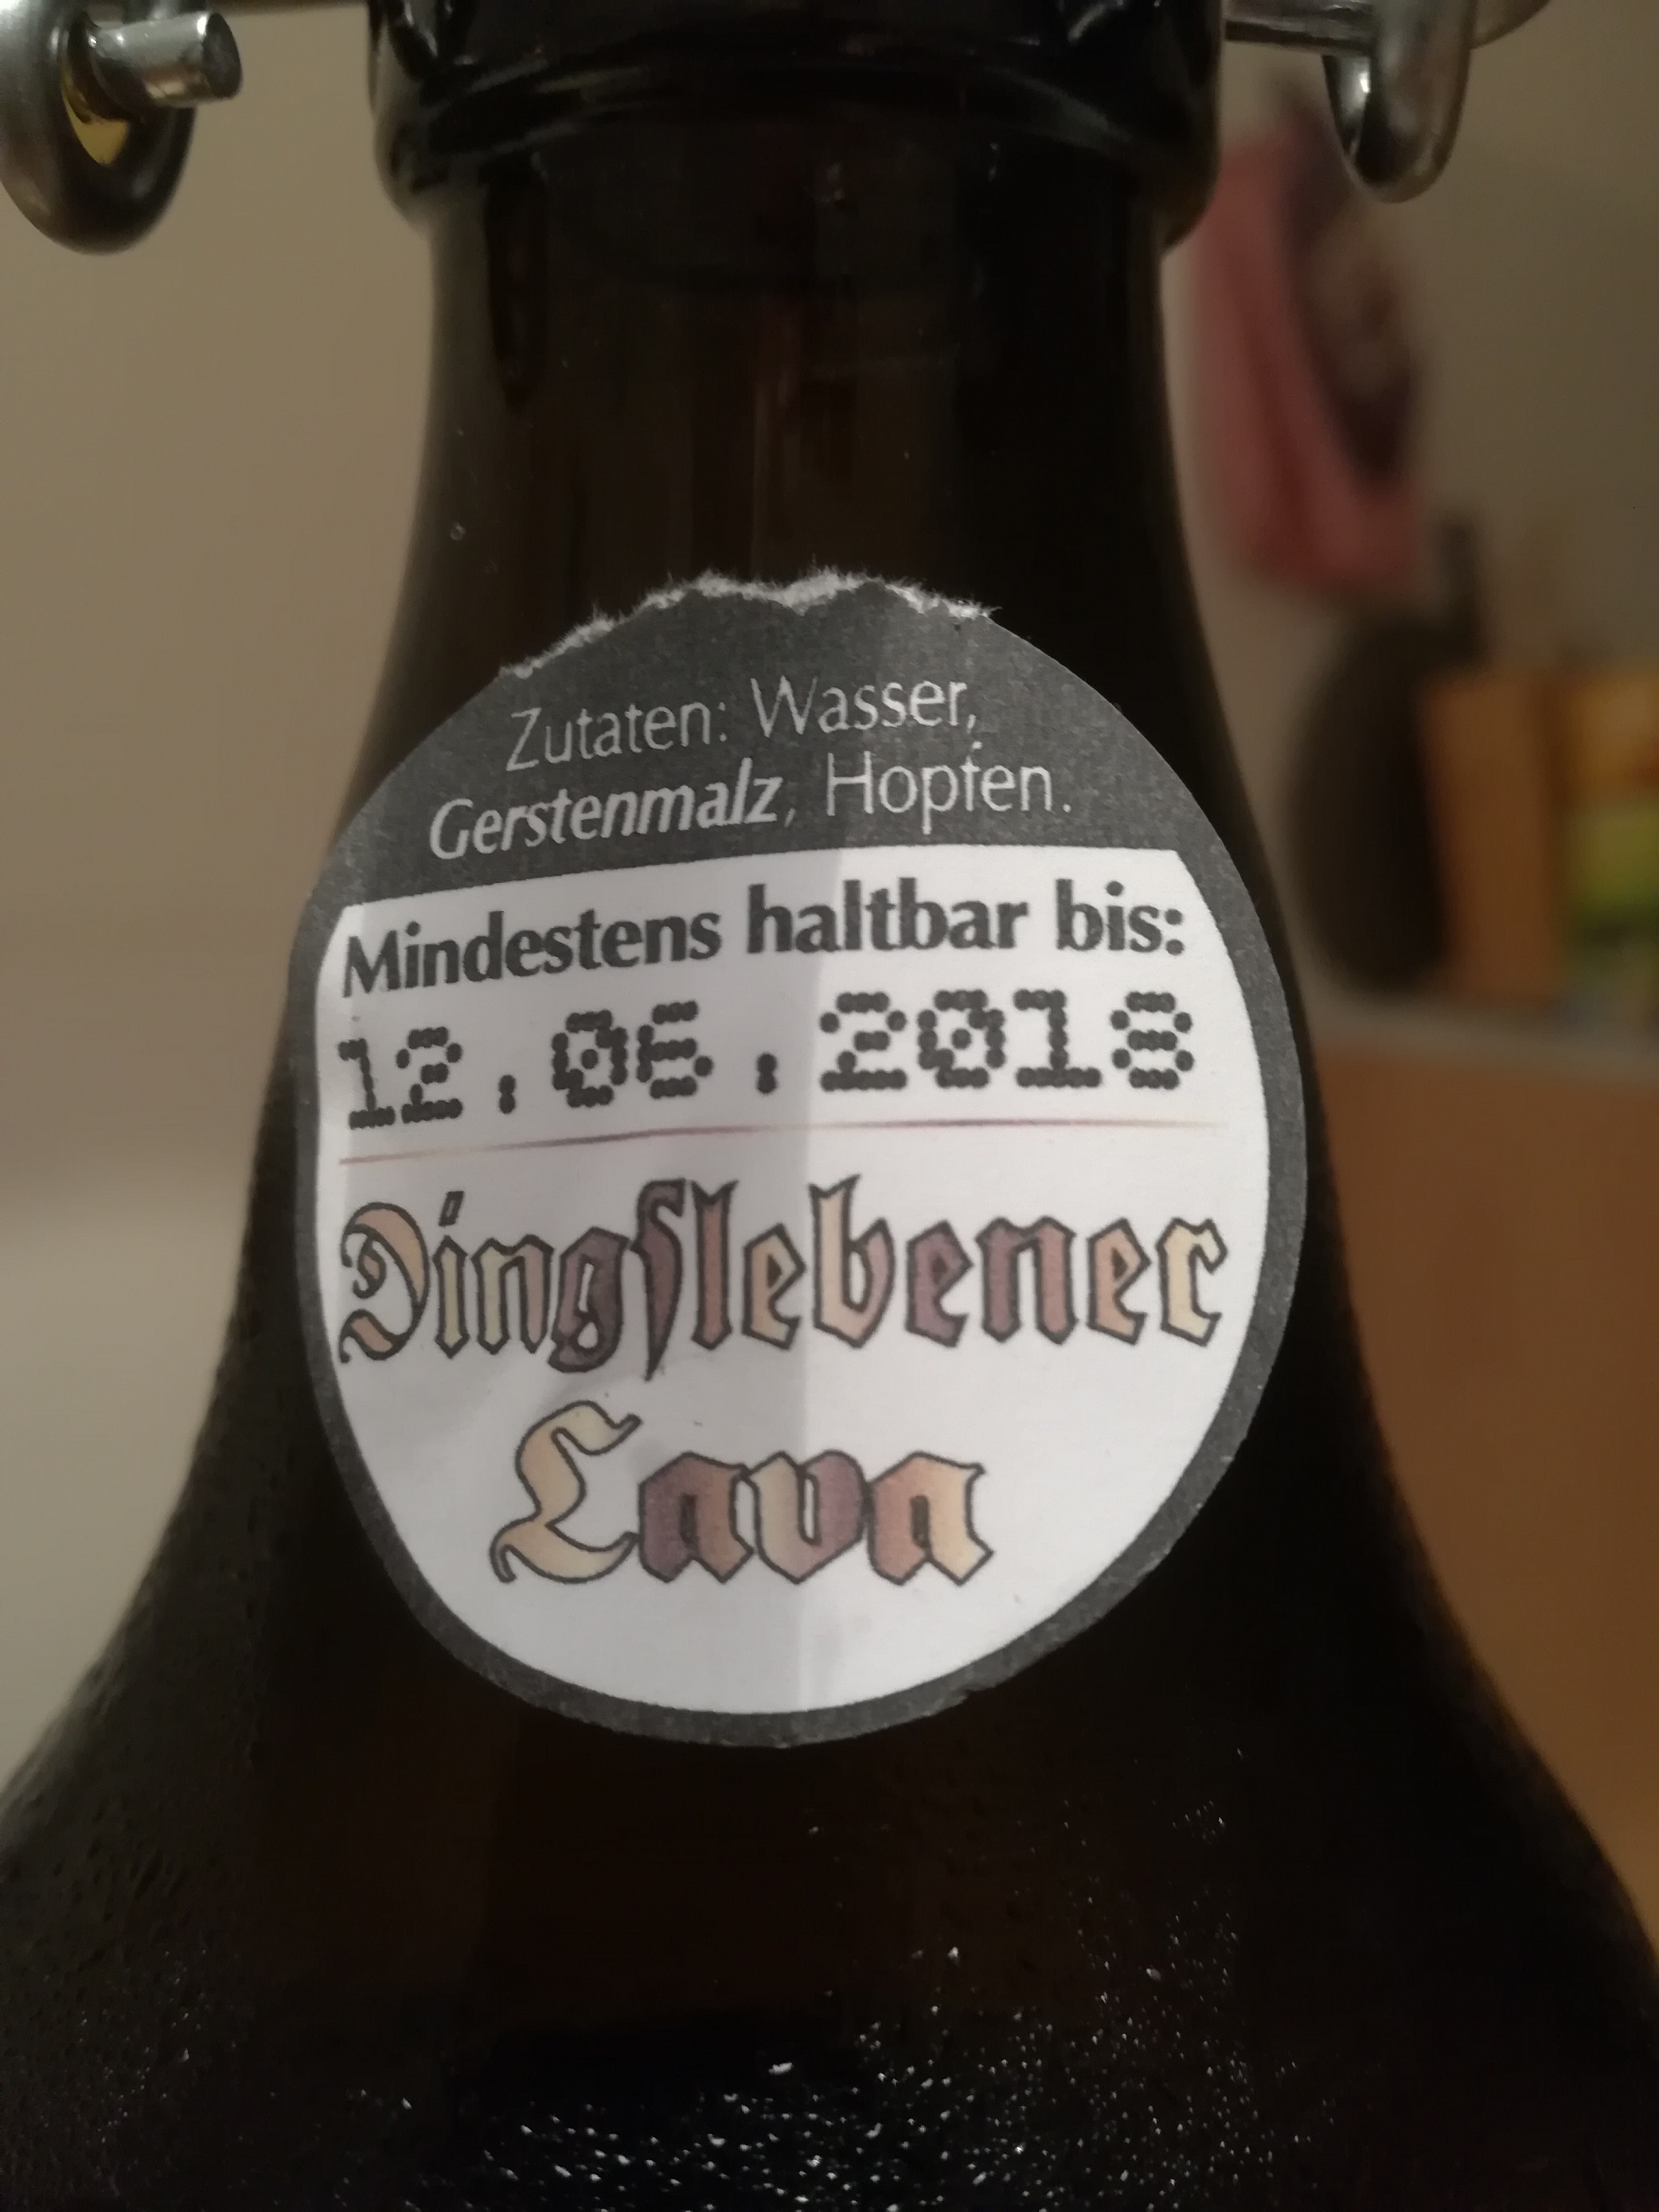 Zutaten: Wasser,
Gerstenmalz, Hopfen.
Mindestens haltbar bis:
12.06.2018
Dingslebener
Lava